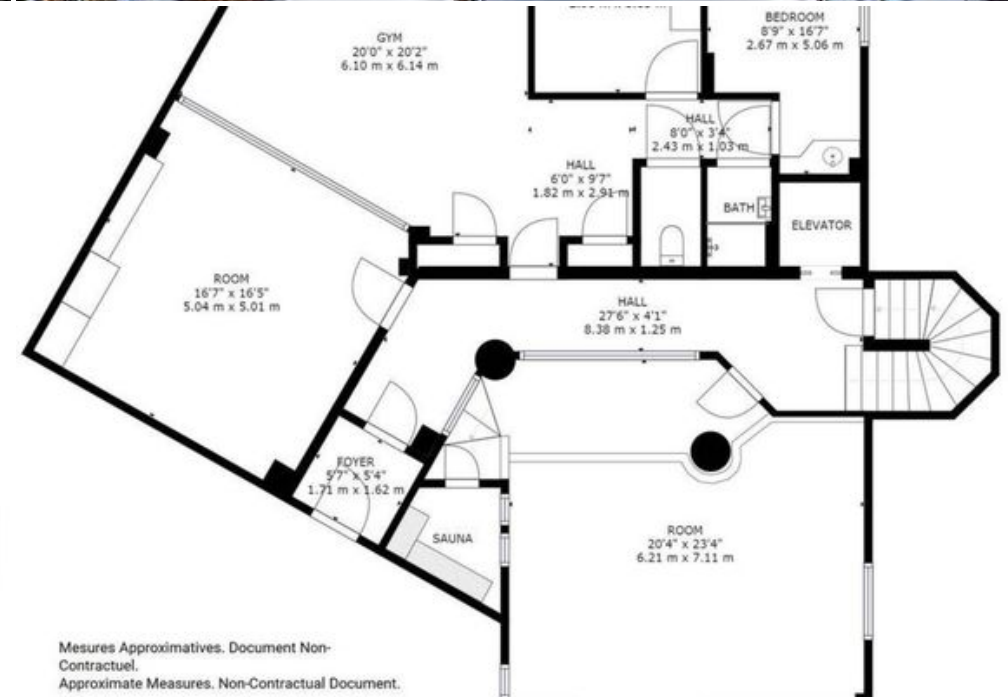 GYM
20'0" x 20'2"
6.10 m x 6.14 m
BEDROOM
8'9" x 16'7"
2.67 m x 5.06 m
HALL
8'0" x 3'4"
2.43 m x 1.03 m
HALL
6'0" x 9'7"
1.82 m x 2.91 m
BATH
ELEVATOR
ROOM
16'7" x 16'5"
5.04 m x 5.01 m
HALL
27'6" x 4'1"
8.38 m x 1.25 m
FOYER
5'7" x 5'4"
1.71 m x 1.62 m
SAUNA
ROOM
20'4" x 23'4"
6.21 m x 7.11 m
Mesures Approximatives. Document Non-
Contractuel.
Approximate Measures. Non-Contractual Document.